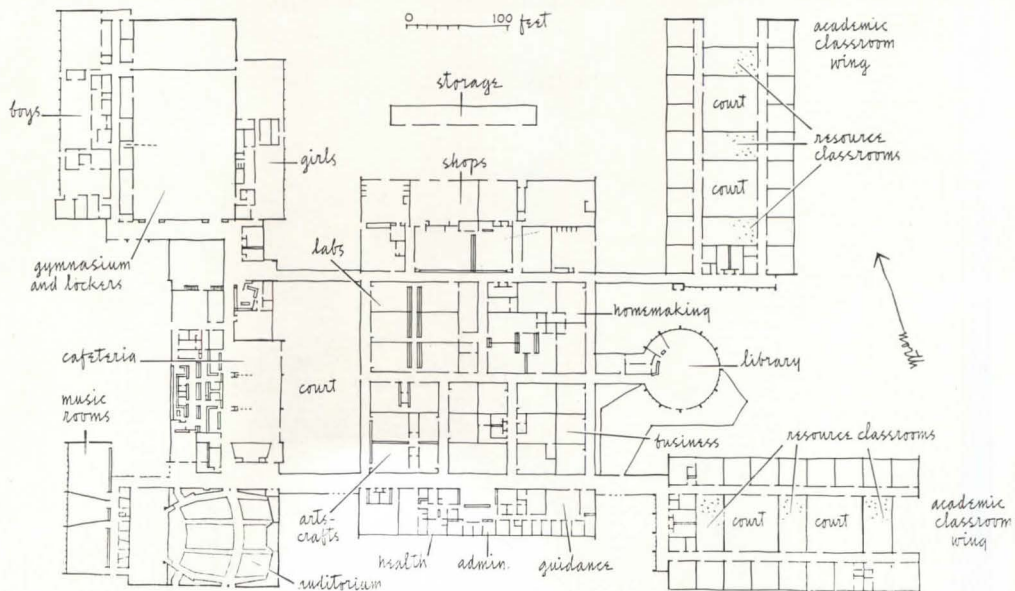 0 100 feet
academic
classroom
wing
storage
court
boys
resource
classrooms
girls
shops
court
labs
gymnasium
and lockers
homemaking
north
cafeteria
library
music
rooms
court
business
resource classrooms
court
court
academic
classroom
wing
arts-
crafts
health
admin.
guidance
auditorium